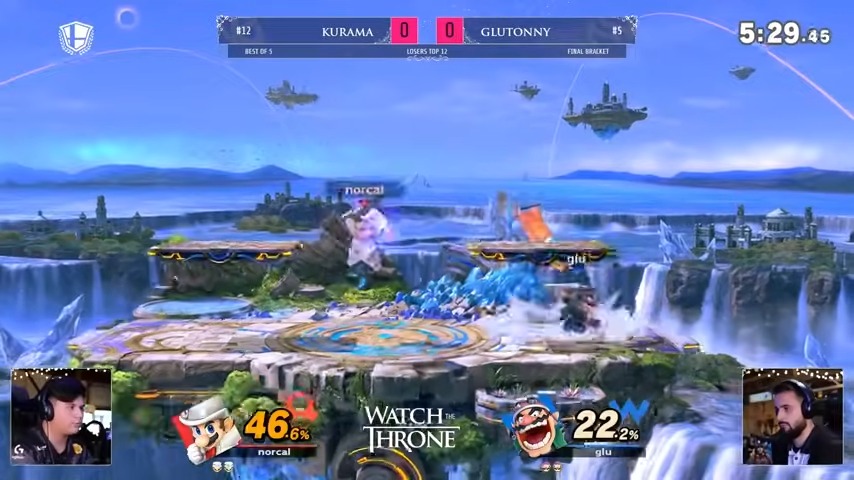 #12 KURAMA 0 0 GLUTONNY #5
BEST OF 5 LOSERS TOP 12 FINAL BRACKET
5:29.45
norcal
glu
46.6%
norcal
WATCH THE
THRONE
22.2%
glu